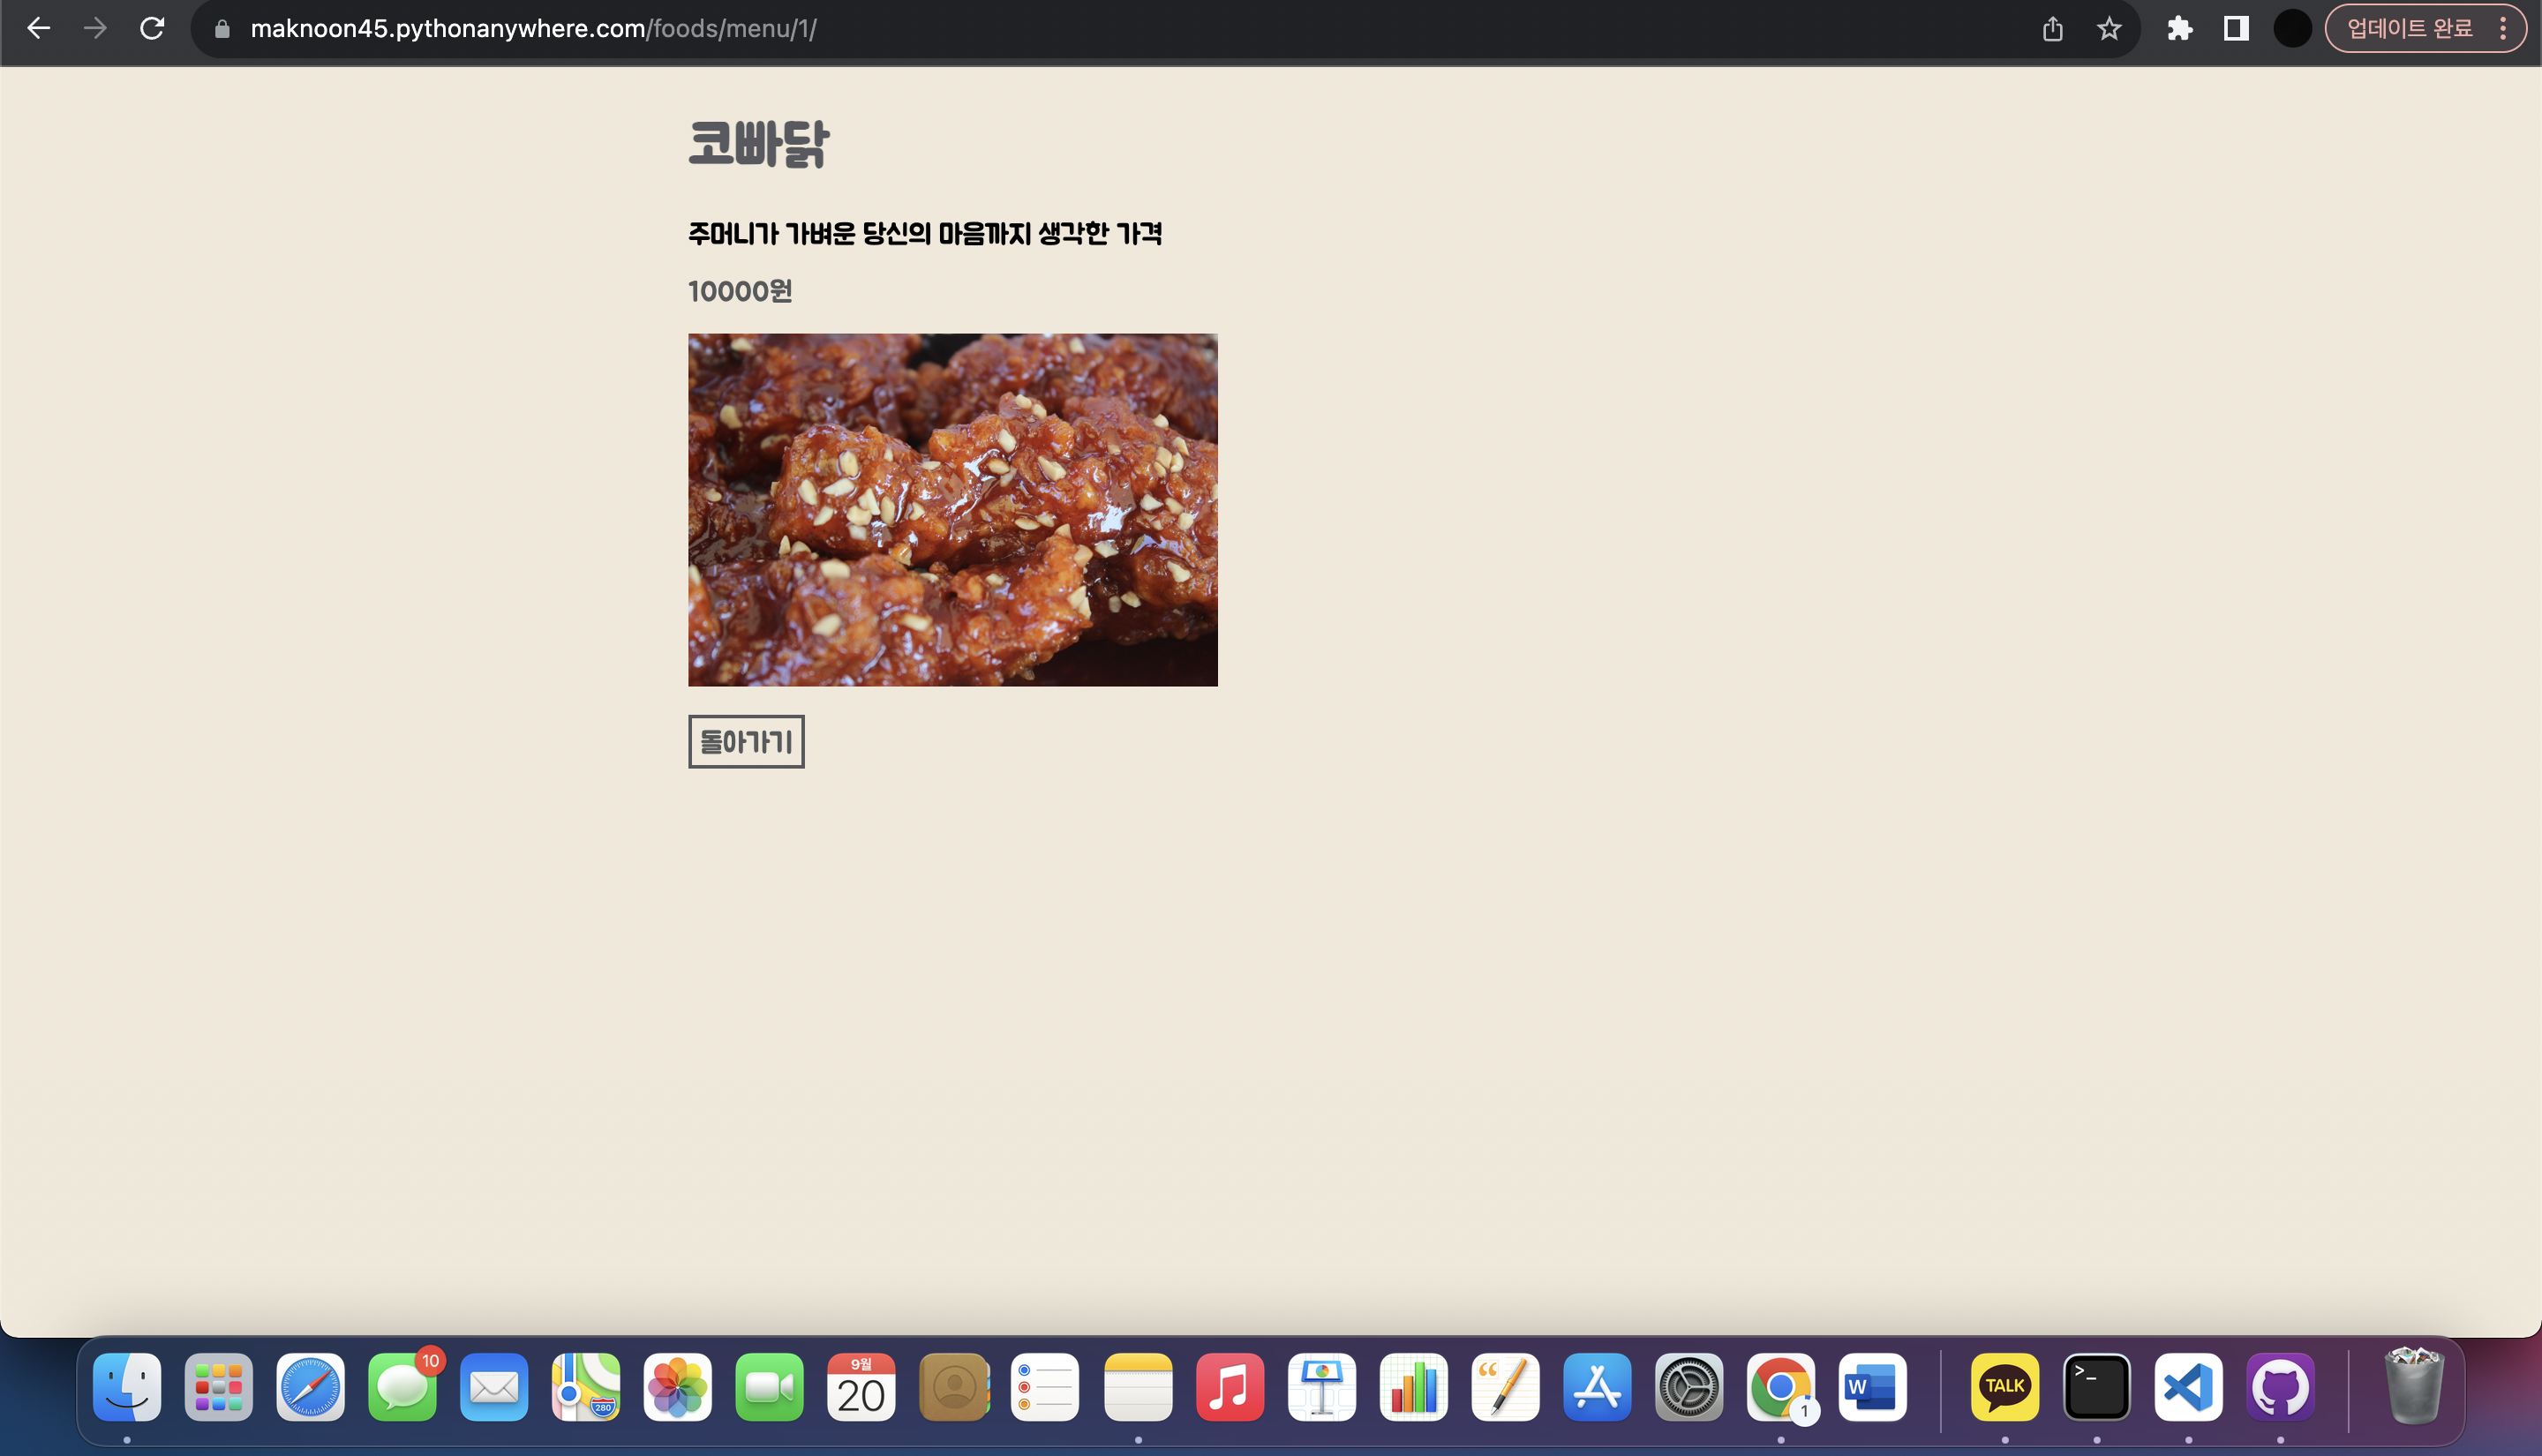 maknoon45.pythonanywhere.com/foods/menu/1/
업데이트 완료
코빠닭
주머니가 가벼운 당신의 마음까지 생각한 가격
10000원
돌아가기
10
280
9월
20
1
W
TALK
>_